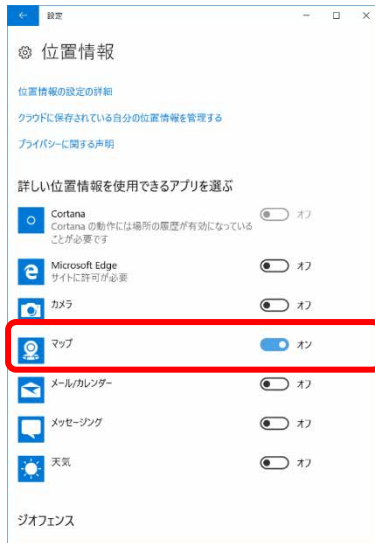 設定
位置情報
位置情報の設定の詳細
クラウドに保存されている自分の位置情報を管理する
プライバシーに関する声明
詳しい位置情報を使用できるアプリを選ぶ
Cortana オフ
Cortana の動作には場所の履歴が有効になっている
ことが必要です
Microsoft Edge オフ
サイトに許可が必要
カメラ オフ
マップ オン
メール/カレンダー オフ
メッセージング オフ
天気 オフ
ジオフェンス